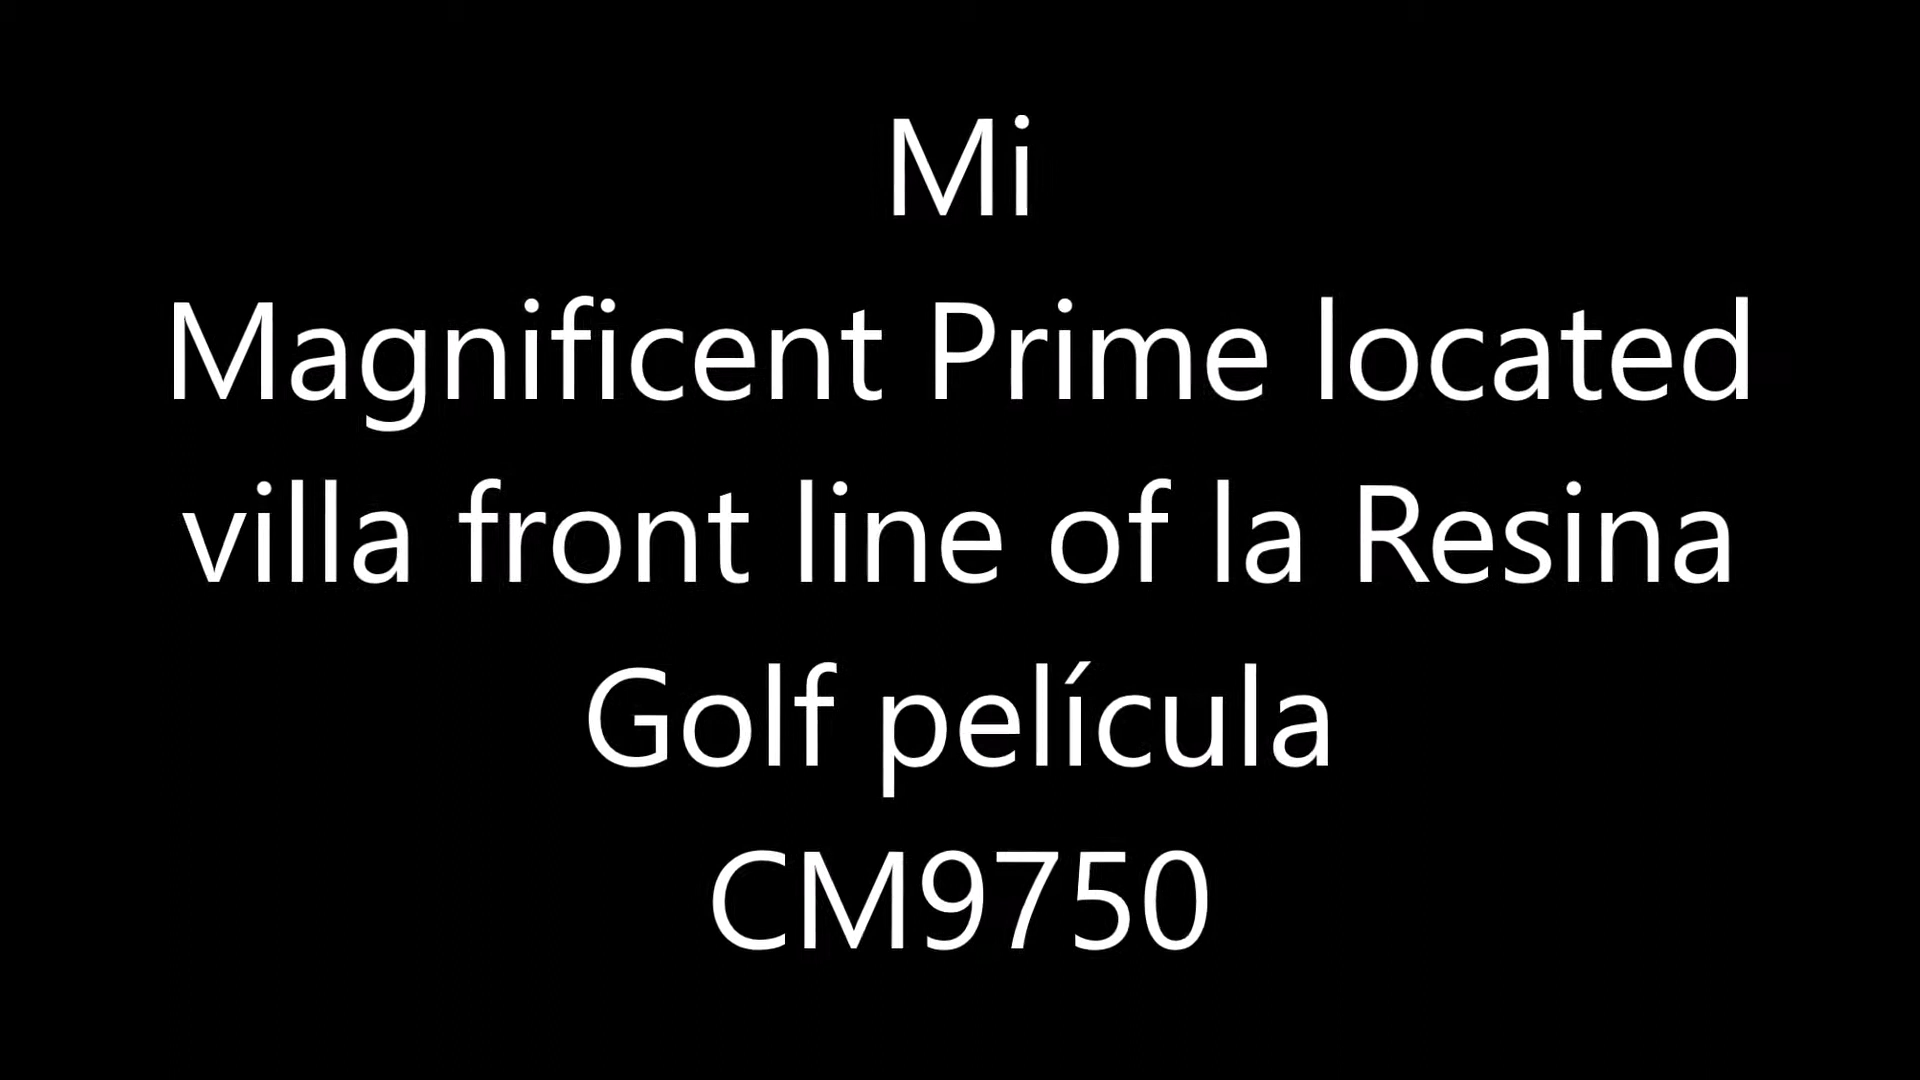 Mi
Magnificent Prime located
villa front line of la Resina
Golf película
CM9750